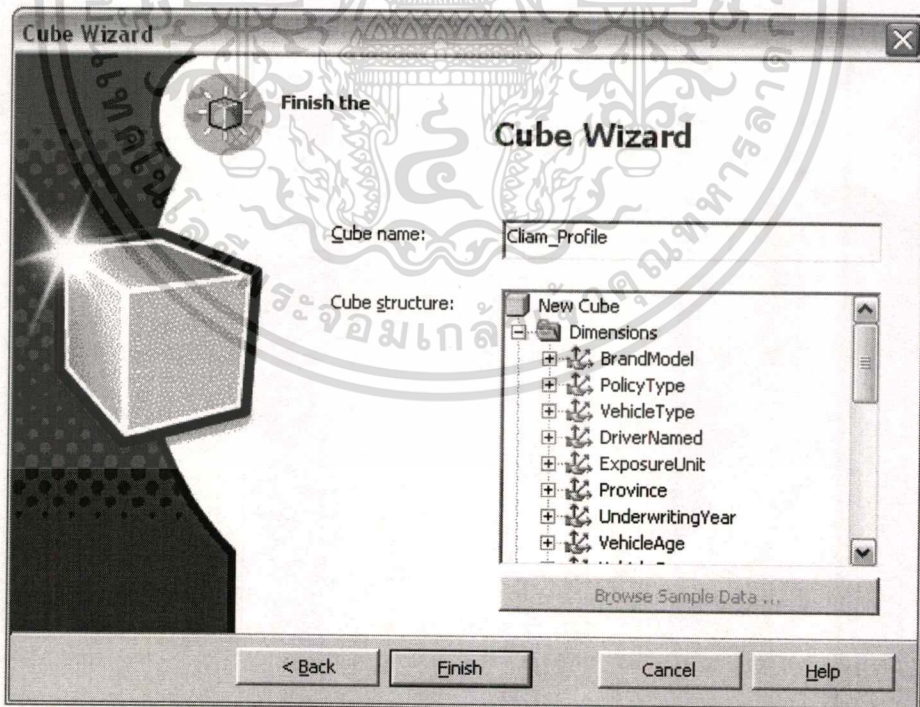 Cube Wizard
Finish the
Cube Wizard
Cube name:
Cliam_Profile
Cube structure:
New Cube
Dimensions
BrandModel
PolicyType
VehicleType
DriverNamed
ExposureUnit
Province
UnderwritingYear
VehicleAge
Browse Sample Data ...
< Back
Finish
Cancel
Help